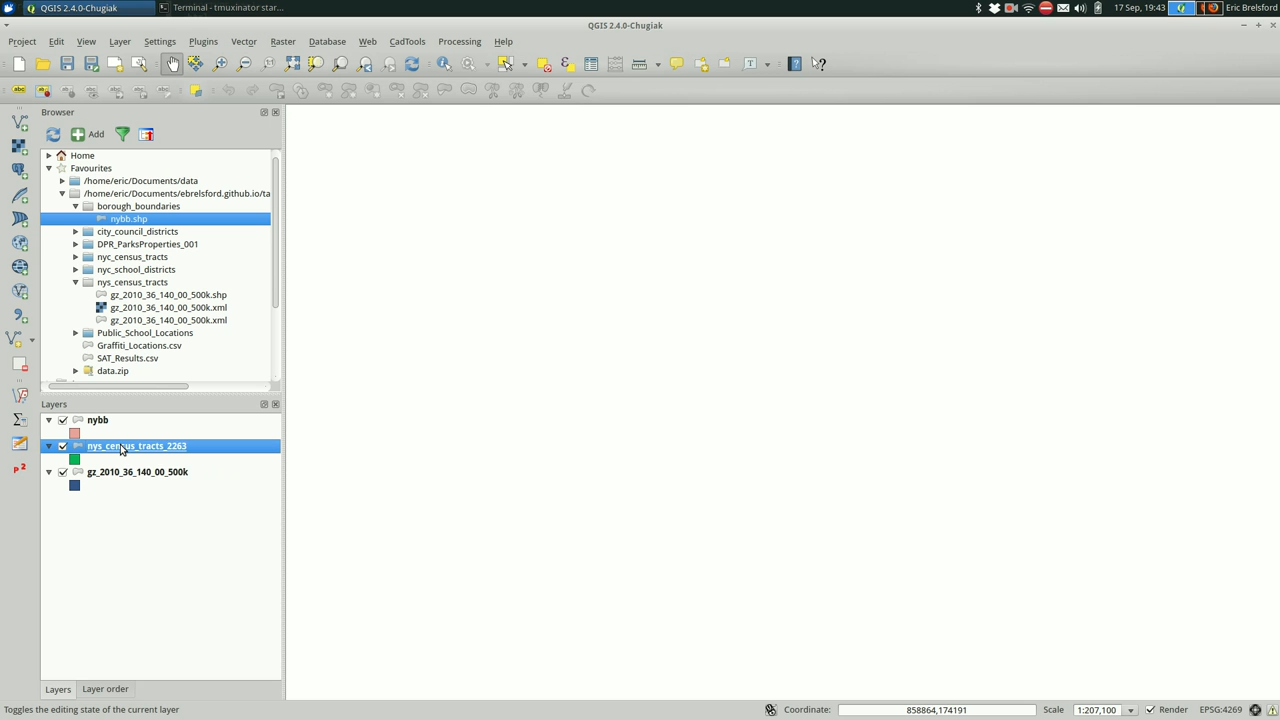 QGIS 2.4.0-Chugiak
Terminal - tmuxinator star...
17 Sep, 19:43
Eric Brelsford
QGIS 2.4.0-Chugiak
Project Edit View Layer Settings Plugins Vector Raster Database Web CadTools Processing Help
Browser
Add
Home
Favourites
/home/eric/Documents/data
/home/eric/Documents/ebrelsford.github.io/ta
borough_boundaries
nybb.shp
city_council_districts
DPR_ParksProperties_001
nyc_census_tracts
nyc_school_districts
nys_census_tracts
gz_2010_36_140_00_500k.shp
gz_2010_36_140_00_500k.xml
gz_2010_36_140_00_500k.xml
Public_School_Locations
Graffiti_Locations.csv
SAT_Results.csv
data.zip
Layers
nybb
nys_census_tracts_2263
gz_2010_36_140_00_500k
Layers Layer order
Toggles the editing state of the current layer
Coordinate: 858864,174191 Scale 1:207,100 Render EPSG:4269